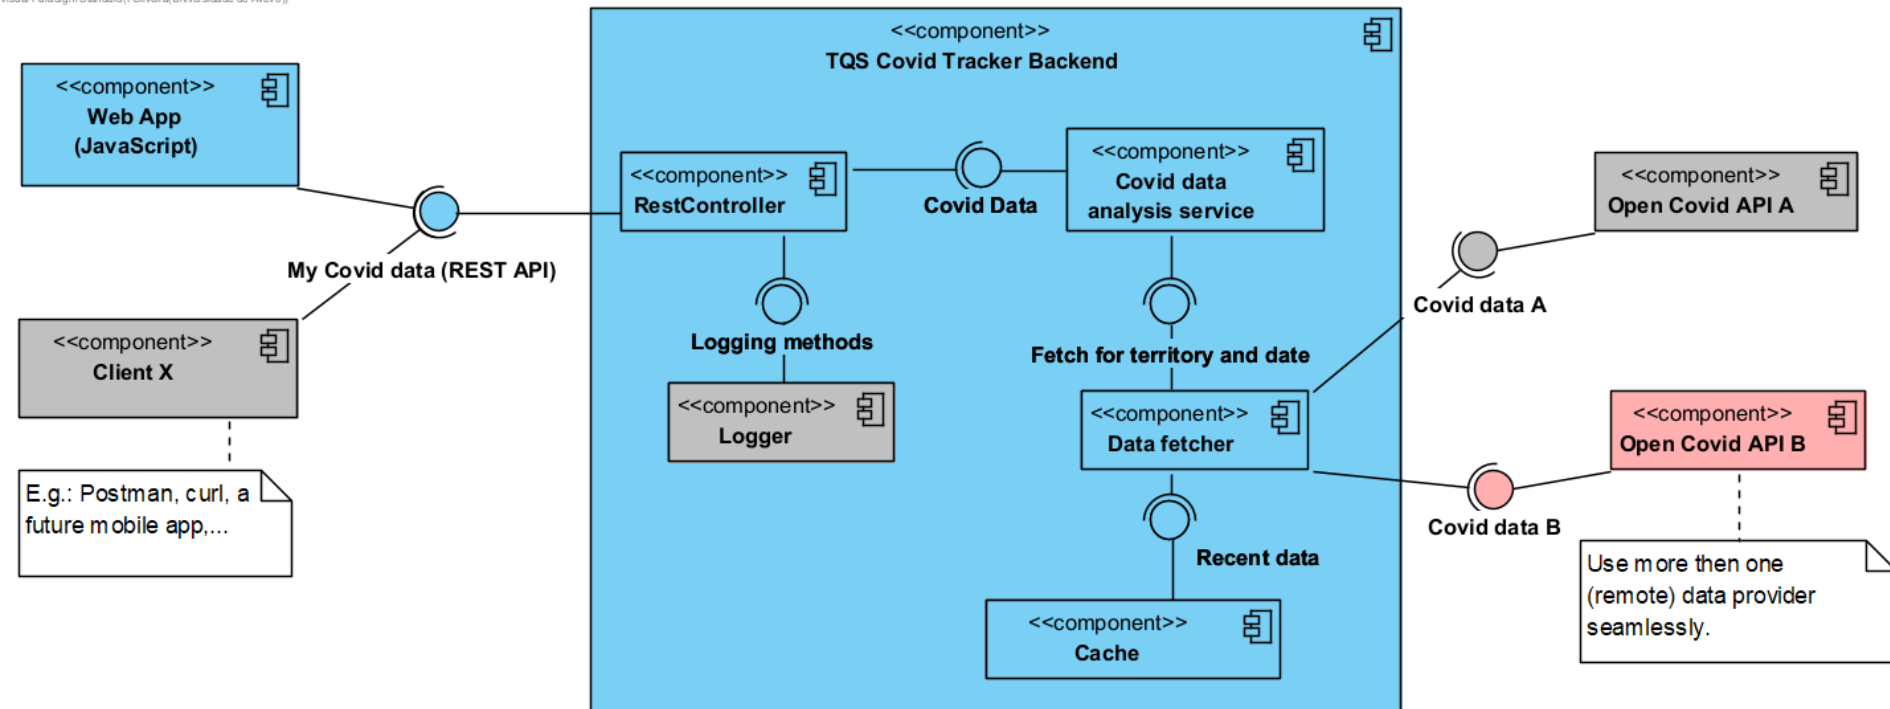 Visual Paradigm Standard
<<component>>
TQS Covid Tracker Backend
<<component>>
Web App
(JavaScript)
<<component>>
RestController
Covid Data
<<component>>
Covid data
analysis service
<<component>>
Open Covid API A
My Covid data (REST API)
Covid data A
<<component>>
Client X
Logging methods
Fetch for territory and date
<<component>>
Logger
<<component>>
Data fetcher
<<component>>
Open Covid API B
E.g.: Postman, curl, a
future mobile app,...
Covid data B
Recent data
Use more then one
(remote) data provider
seamlessly.
<<component>>
Cache